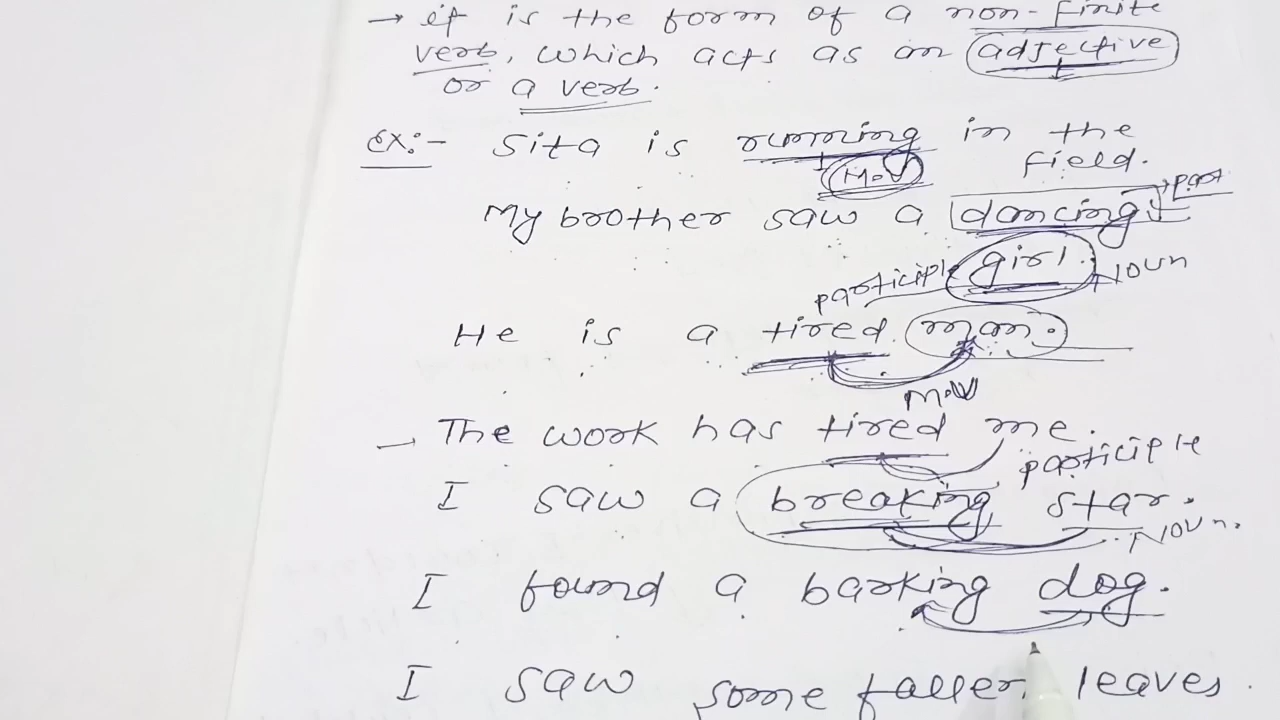 → it is the form of a non-finite
verb, which acts as an adjective
or a verb.
ex:- Sita is running in the
field.
M.V
My brother saw a dancing
part
girl.
participle
Noun
He is a tired man.
M.V
→ The work has tired me.
participle
I saw a breaking star.
Noun.
I found a barking dog.
I saw some fallen leaves.